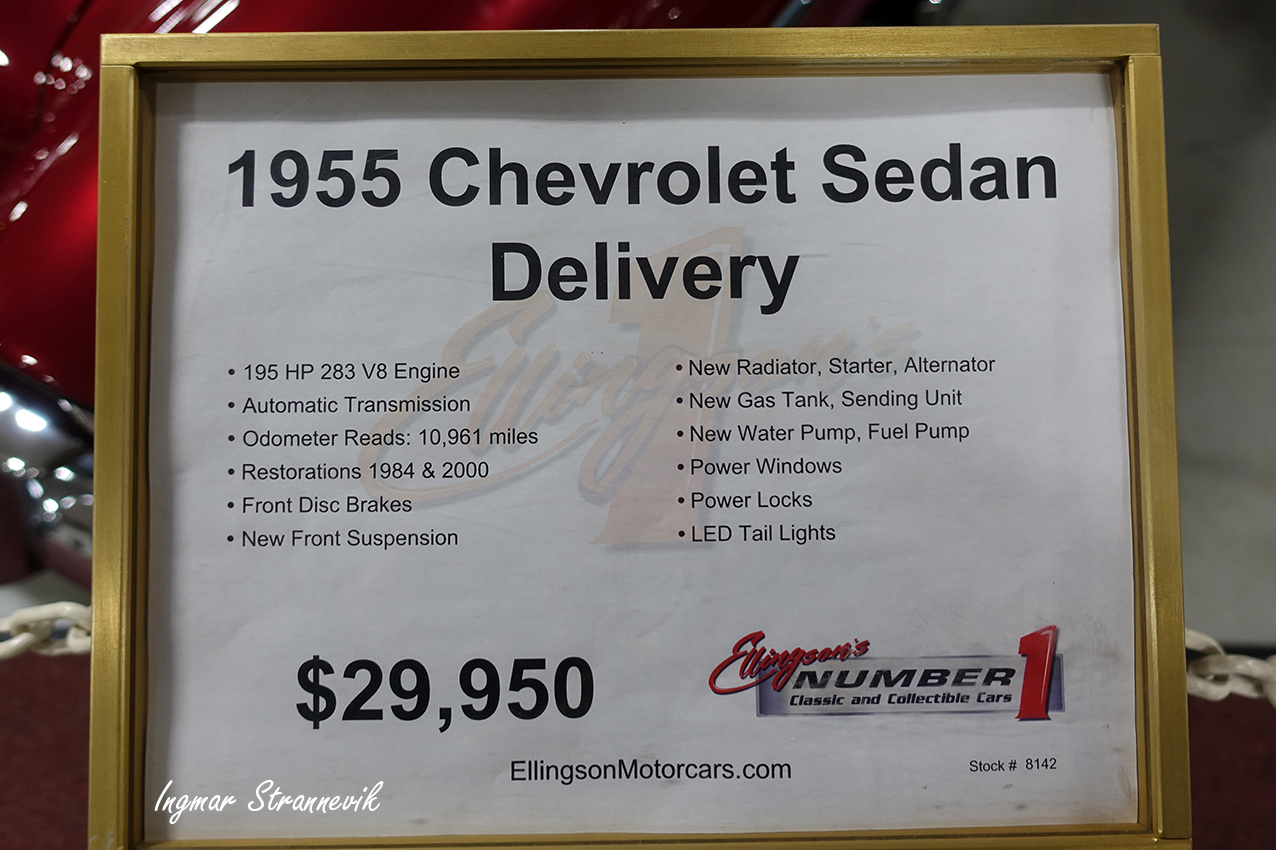 1955 Chevrolet Sedan
Delivery
• 195 HP 283 V8 Engine
• Automatic Transmission
• Odometer Reads: 10,961 miles
• Restorations 1984 & 2000
• Front Disc Brakes
• New Front Suspension
• New Radiator, Starter, Alternator
• New Gas Tank, Sending Unit
• New Water Pump, Fuel Pump
• Power Windows
• Power Locks
• LED Tail Lights
Ellingson's 1
$29,950
Ellingson's
NUMBER 1
Classic and Collectible Cars
EllingsonMotorcars.com
Stock # 8142
Ingmar Strannevik